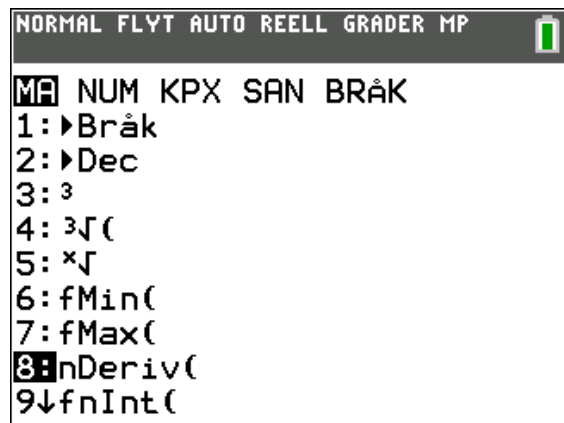 NORMAL FLYT AUTO REELL GRADER MP
MA NUM KPX SAN BRÅK
1:▶Bråk
2:▶Dec
3:³
4:³√(
5:ˣ√
6:fMin(
7:fMax(
8:nDeriv(
9↓fnInt(